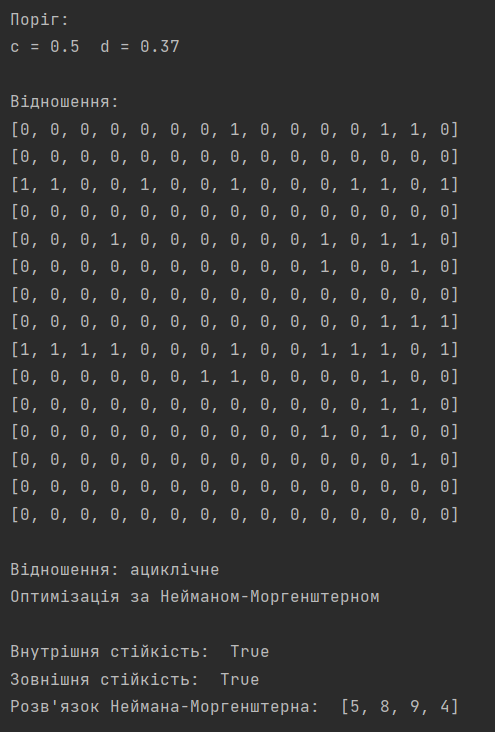 Поріг:
c = 0.5  d = 0.37
Відношення:
[0, 0, 0, 0, 0, 0, 0, 1, 0, 0, 0, 0, 1, 1, 0]
[0, 0, 0, 0, 0, 0, 0, 0, 0, 0, 0, 0, 0, 0, 0]
[1, 1, 0, 0, 1, 0, 0, 1, 0, 0, 0, 1, 1, 0, 1]
[0, 0, 0, 0, 0, 0, 0, 0, 0, 0, 0, 0, 0, 0, 0]
[0, 0, 0, 1, 0, 0, 0, 0, 0, 0, 1, 0, 1, 1, 0]
[0, 0, 0, 0, 0, 0, 0, 0, 0, 0, 1, 0, 0, 1, 0]
[0, 0, 0, 0, 0, 0, 0, 0, 0, 0, 0, 0, 0, 0, 0]
[0, 0, 0, 0, 0, 0, 0, 0, 0, 0, 0, 0, 1, 1, 1]
[1, 1, 1, 1, 0, 0, 0, 1, 0, 0, 1, 1, 1, 0, 1]
[0, 0, 0, 0, 0, 0, 1, 1, 0, 0, 0, 0, 1, 0, 0]
[0, 0, 0, 0, 0, 0, 0, 0, 0, 0, 0, 0, 1, 1, 0]
[0, 0, 0, 0, 0, 0, 0, 0, 0, 0, 1, 0, 1, 0, 0]
[0, 0, 0, 0, 0, 0, 0, 0, 0, 0, 0, 0, 0, 1, 0]
[0, 0, 0, 0, 0, 0, 0, 0, 0, 0, 0, 0, 0, 0, 0]
[0, 0, 0, 0, 0, 0, 0, 0, 0, 0, 0, 0, 0, 0, 0]
Відношення: ациклічне
Оптимізація за Нейманом-Моргенштерном
Внутрішня стійкість:  True
Зовнішня стійкість:  True
Розв'язок Неймана-Моргенштерна:  [5, 8, 9, 4]